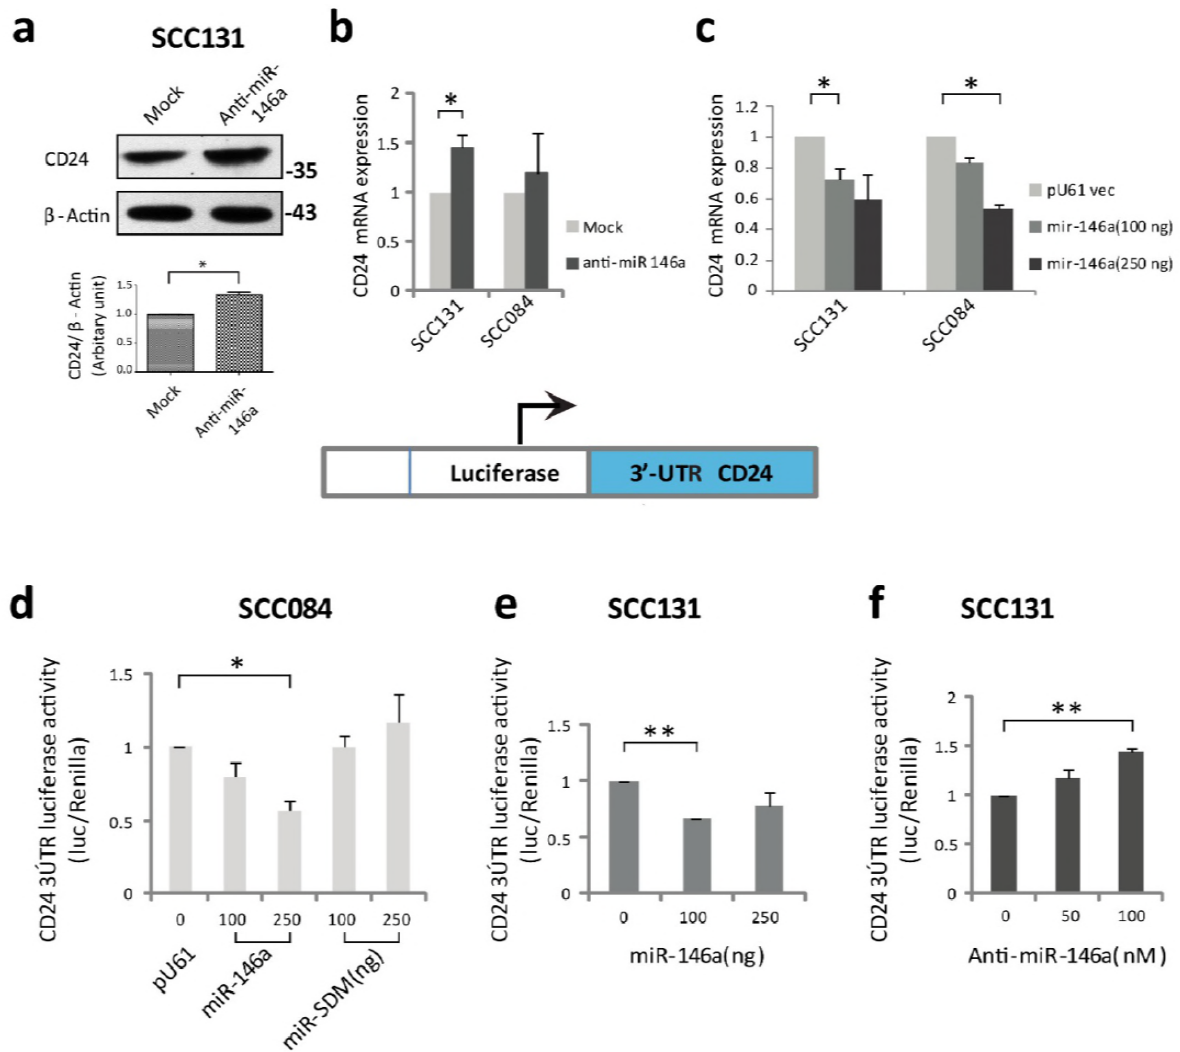 a
SCC131
Mock
Anti-miR-
146a
CD24
-35
β - Actin
-43
*
CD24/ β - Actin
(Arbitary unit)
1.5
1.0
0.5
0.0
Mock
Anti-miR-
146a
b
CD24 mRNA expression
2
1.5
1
0.5
0
*
SCC131
SCC084
Mock
anti-miR 146a
c
CD24 mRNA expression
1.2
1
0.8
0.6
0.4
0.2
0
*
*
SCC131
SCC084
pU61 vec
mir-146a(100 ng)
mir-146a(250 ng)
Luciferase
3’-UTR CD24
d
SCC084
CD24 3ÚTR luciferase activity
(luc/Renilla)
1.5
1
0.5
0
*
0
100
250
100
250
pU61
miR-146a
miR-SDM(ng)
e
SCC131
CD24 3ÚTR luciferase activity
(luc/Renilla)
1.5
1
0.5
0
**
0
100
250
miR-146a(ng)
f
SCC131
CD24 3ÚTR luciferase activity
(luc/Renilla)
2
1.5
1
0.5
0
**
0
50
100
Anti-miR-146a(nM)